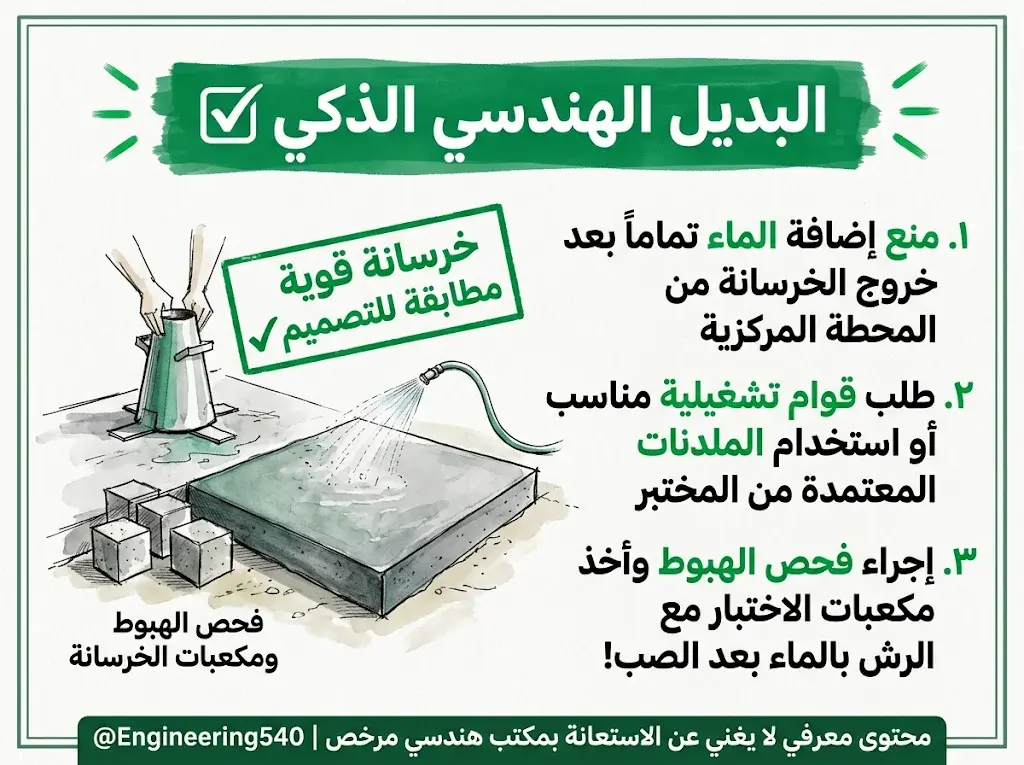 البديل الهندسي الذكي
خرسانة قوية
مطابقة للتصميم ✓
١. منع إضافة الماء تماماً بعد
خروج الخرسانة من
المحطة المركزية
٢. طلب قوام تشغيلية مناسب
أو استخدام الملدنات
المعتمدة من المختبر
٣. إجراء فحص الهبوط وأخذ
مكعبات الاختبار مع
الرش بالماء بعد الصب!
فحص الهبوط
ومكعبات الخرسانة
محتوى معرفي لا يغني عن الاستعانة بمكتب هندسي مرخص | @Engineering540